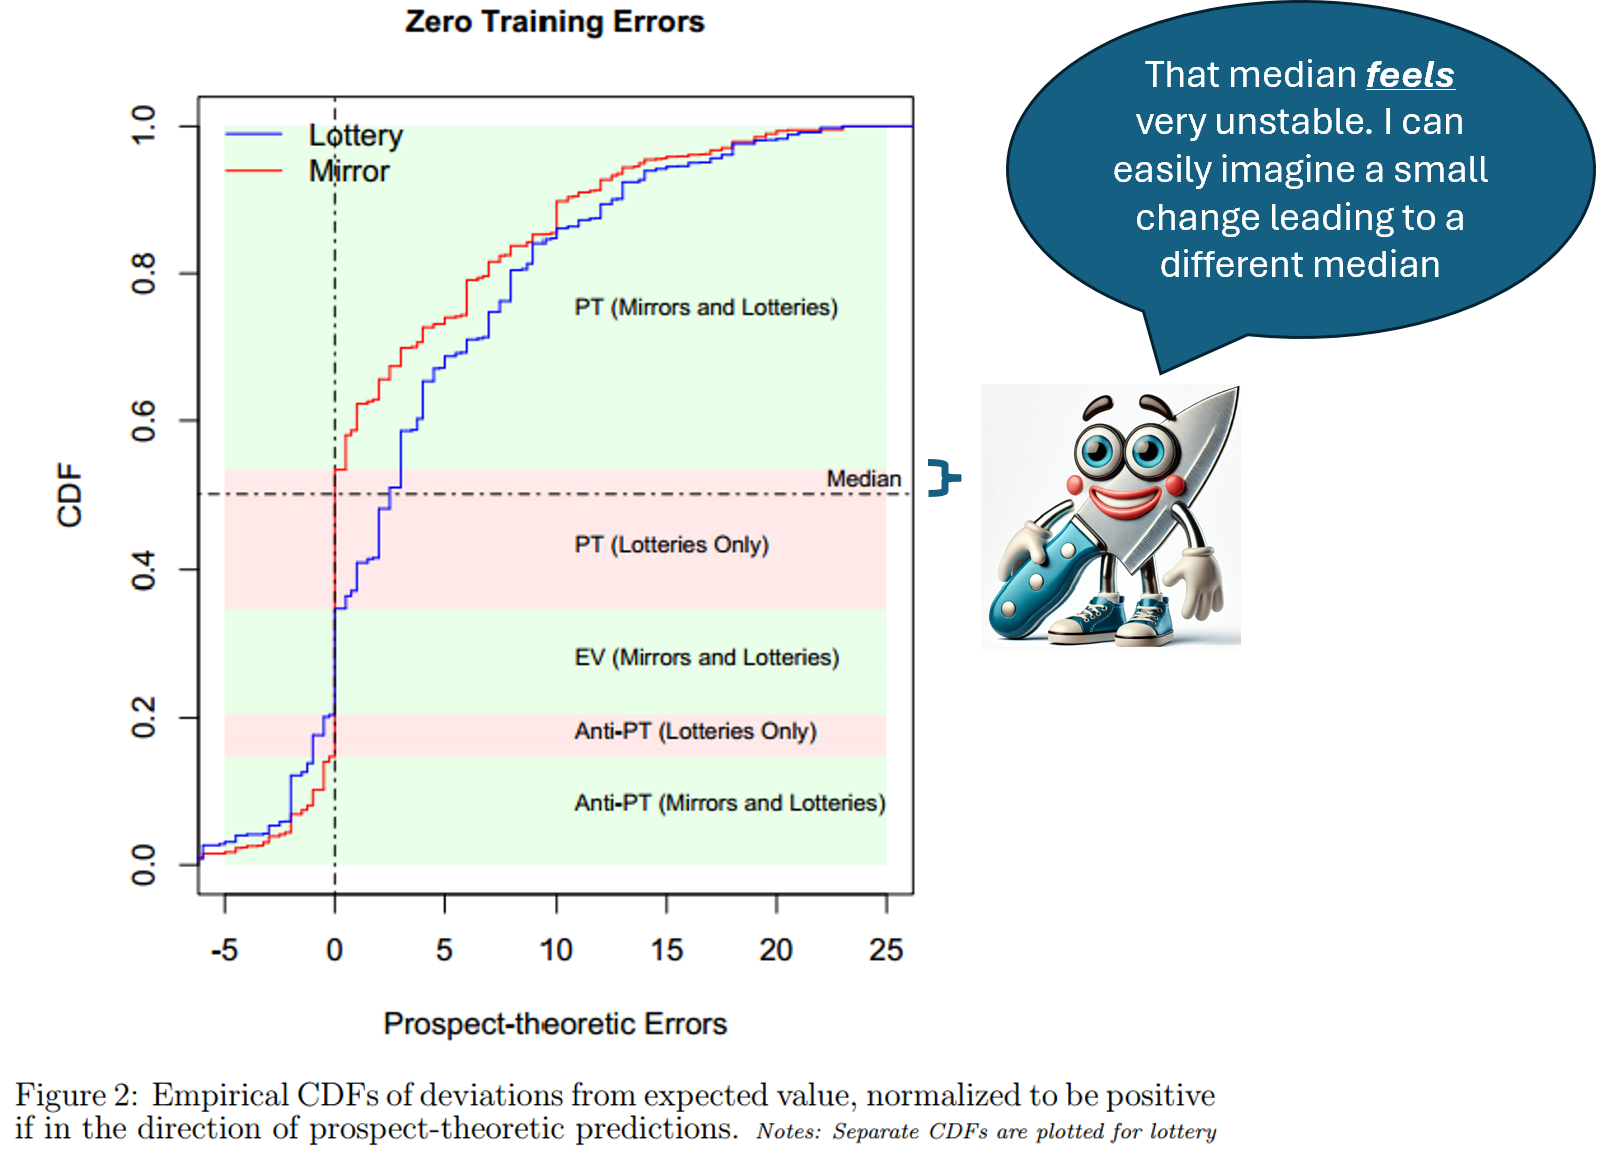 Zero Training Errors
That median feels
very unstable. I can
easily imagine a small
change leading to a
different median
Lottery
Mirror
CDF
1.0
0.8
0.6
0.4
0.2
0.0
PT (Mirrors and Lotteries)
Median
PT (Lotteries Only)
EV (Mirrors and Lotteries)
Anti-PT (Lotteries Only)
Anti-PT (Mirrors and Lotteries)
-5 0 5 10 15 20 25
Prospect-theoretic Errors
Figure 2: Empirical CDFs of deviations from expected value, normalized to be positive
if in the direction of prospect-theoretic predictions. Notes: Separate CDFs are plotted for lottery